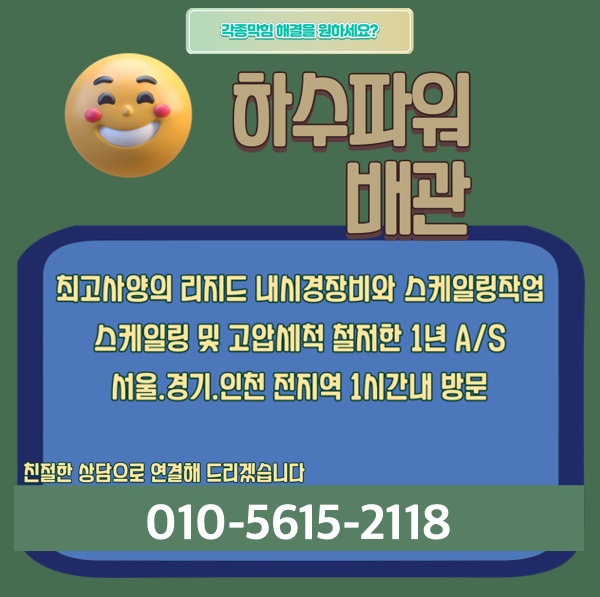 각종막힘 해결을 원하세요?
하수파워
배관
최고사양의 리지드 내시경장비와 스케일링작업
스케일링 및 고압세척 철저한 1년 A/S
서울.경기.인천 전지역 1시간내 방문
친절한 상담으로 연결해 드리겠습니다
010-5615-2118